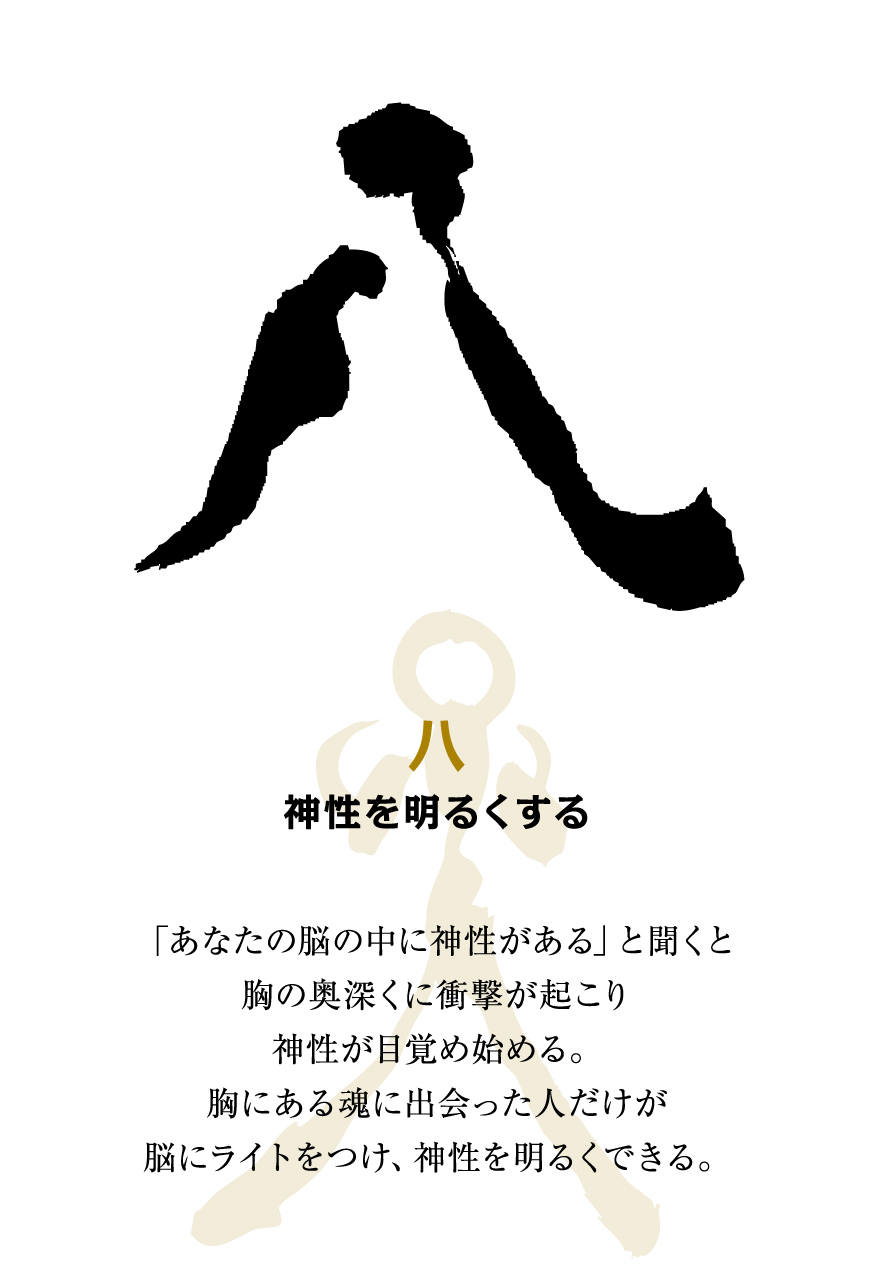 八
八
神性を明るくする
「あなたの脳の中に神性がある」と聞くと
胸の奥深くに衝撃が起こり
神性が目覚め始める。
胸にある魂に出会った人だけが
脳にライトをつけ、神性を明るくできる。